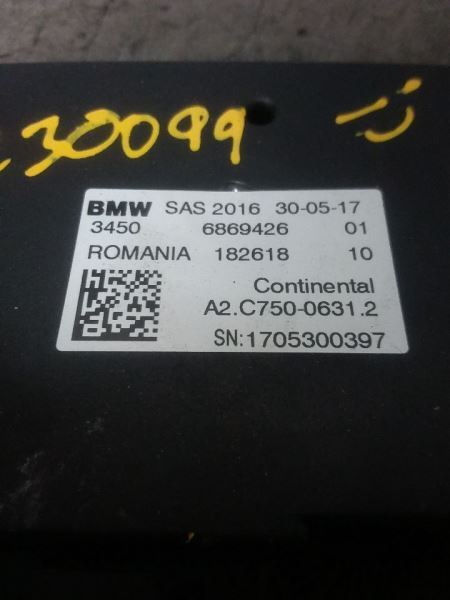 30099
BMW SAS 2016 30-05-17
3450 6869426 01
ROMANIA 182618 10
Continental
A2.C750-0631.2
SN:1705300397